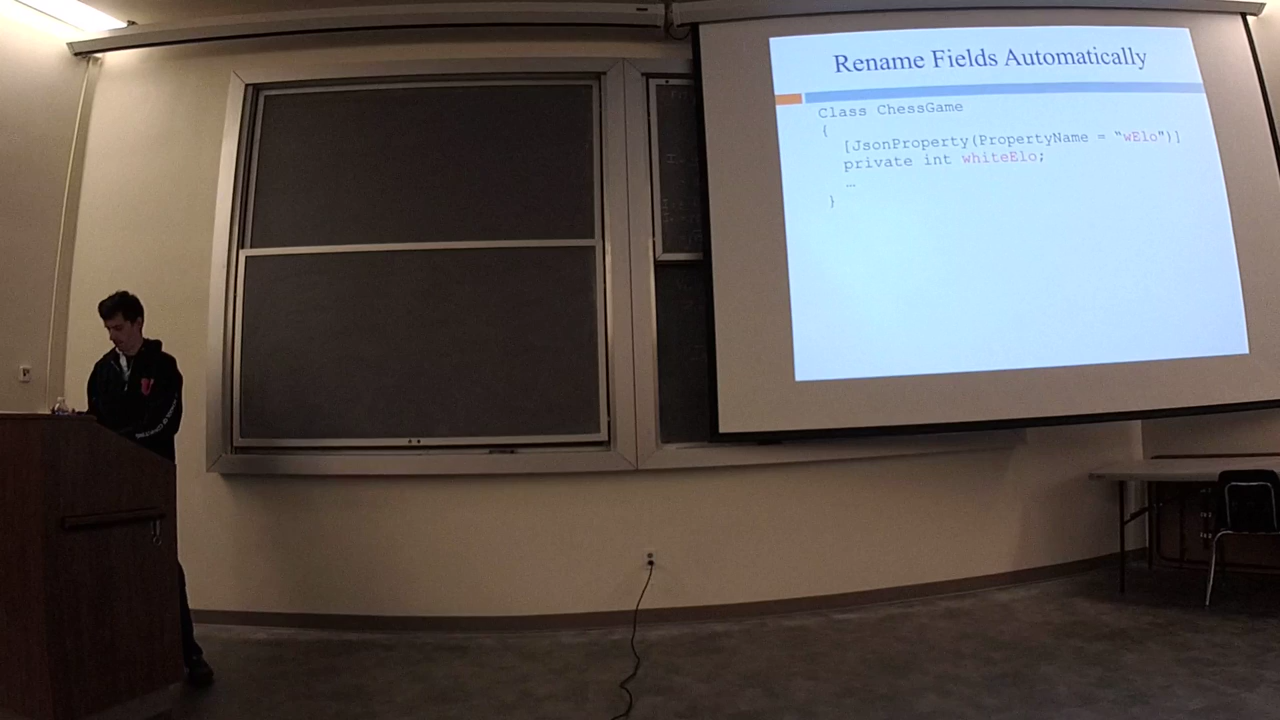 Rename Fields Automatically
Class ChessGame
{
[JsonProperty(PropertyName = "wElo")]
private int whiteElo;
…
}